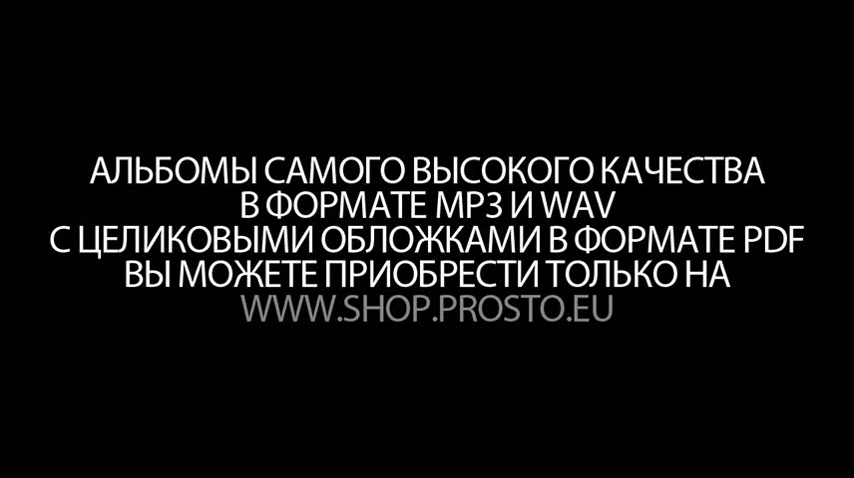 АЛЬБОМЫ САМОГО ВЫСОКОГО КАЧЕСТВА
В ФОРМАТЕ MP3 И WAV
С ЦЕЛИКОВЫМИ ОБЛОЖКАМИ В ФОРМАТЕ PDF
ВЫ МОЖЕТЕ ПРИОБРЕСТИ ТОЛЬКО НА
WWW.SHOP.PROSTO.EU